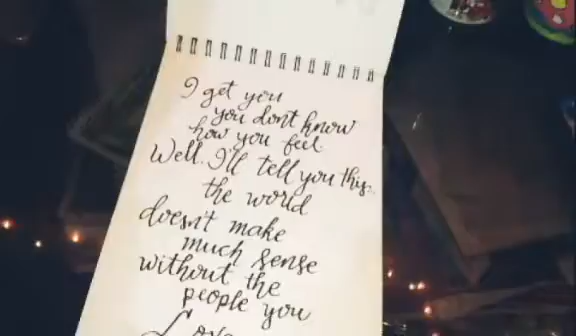 I get you
you don't know
how you feel.
Well. I'll tell you this.
the world
doesn't make
much sense
without the
people you
Love